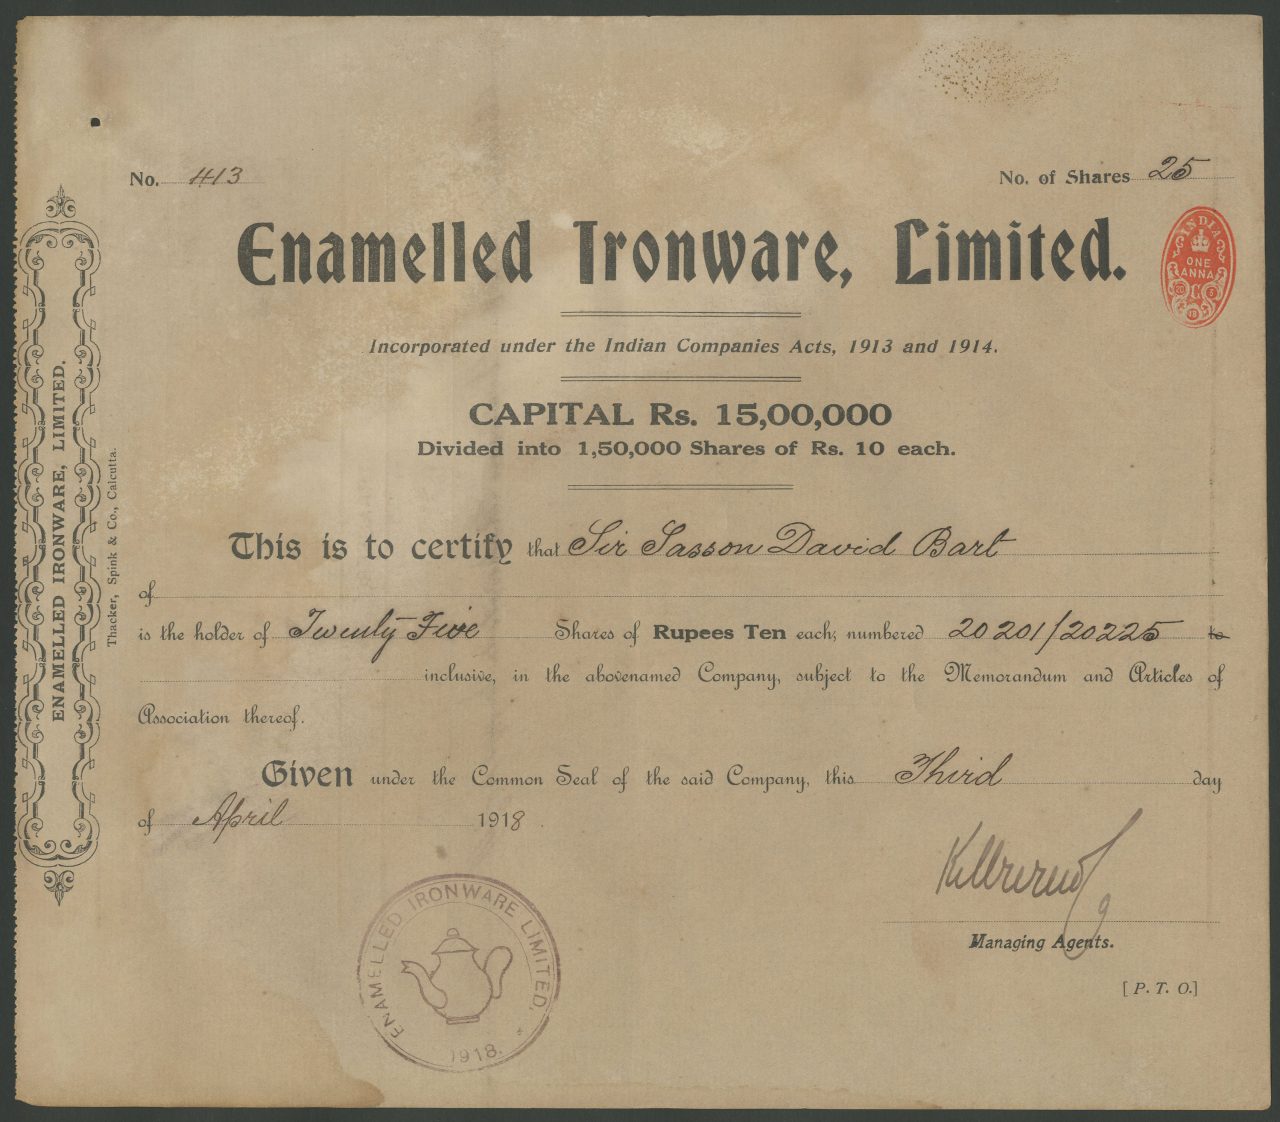 No. 413
No. of Shares 25
Enamelled Ironware, Limited.
INDIA
ONE
ANNA
Incorporated under the Indian Companies Acts, 1913 and 1914.
CAPITAL Rs. 15,00,000
Divided into 1,50,000 Shares of Rs. 10 each.
This is to certify that Sir Sasson David Bart
of
is the holder of Twenty Five Shares of Rupees Ten each; numbered 20201/20225 to
inclusive, in the abovenamed Company, subject to the Memorandum and Articles of
Association thereof.
Given under the Common Seal of the said Company, this Third day
of April 1918
Managing Agents.
[P. T. O.]
ENAMELLED IRONWARE LIMITED.
1918.
ENAMELLED IRONWARE, LIMITED.
Thacker, Spink & Co., Calcutta.